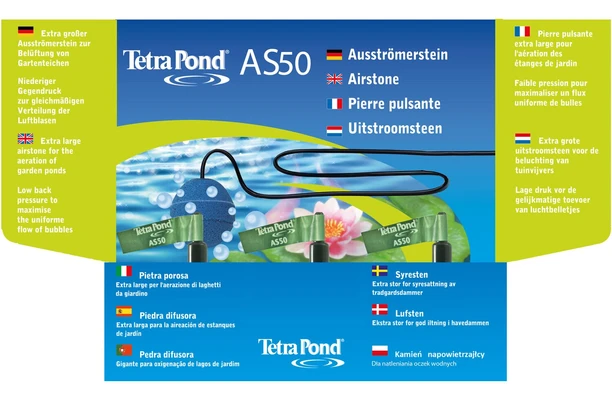 Extra großer
Ausströmerstein zur
Belüftung von
Gartenteichen
Niederiger
Gegendruck
zur gleichmäßigen
Verteilung der
Luftblasen
Extra large
airstone for the
aeration of
garden ponds
Low back
pressure to
maximise
the uniforme
flow of bubbles
TetraPond® AS50
Ausströmerstein
Airstone
Pierre pulsante
Uitstroomsteen
Pierre pulsante
extra large pour
l'aération des
étanges de jardin
Faible pression pour
maximaliser un flux
uniforme de bulles
Extra grote
uitstroomsteen voor de
beluchting van
tuinvijvers
Lage druk vor de
gelijkmatige toevoer
van luchtbelletjes
TetraPond
AS50
TetraPond
AS50
TetraPond
AS50
Pietra porosa
Extra large per l'aerazione di laghetti
da giardino
Piedra difusora
Extra larga para la aireación de estanques
de jardín
Pedra difusora
Gigante para oxigenação de lagos de jardim
TetraPond®
Syresten
Extra stor for syresattning av
tradgardsdammer
Lufsten
Ekstra stor for god iltning i havedammen
Kamień napowietrzajlcy
Dla natleniania oczek wodnych